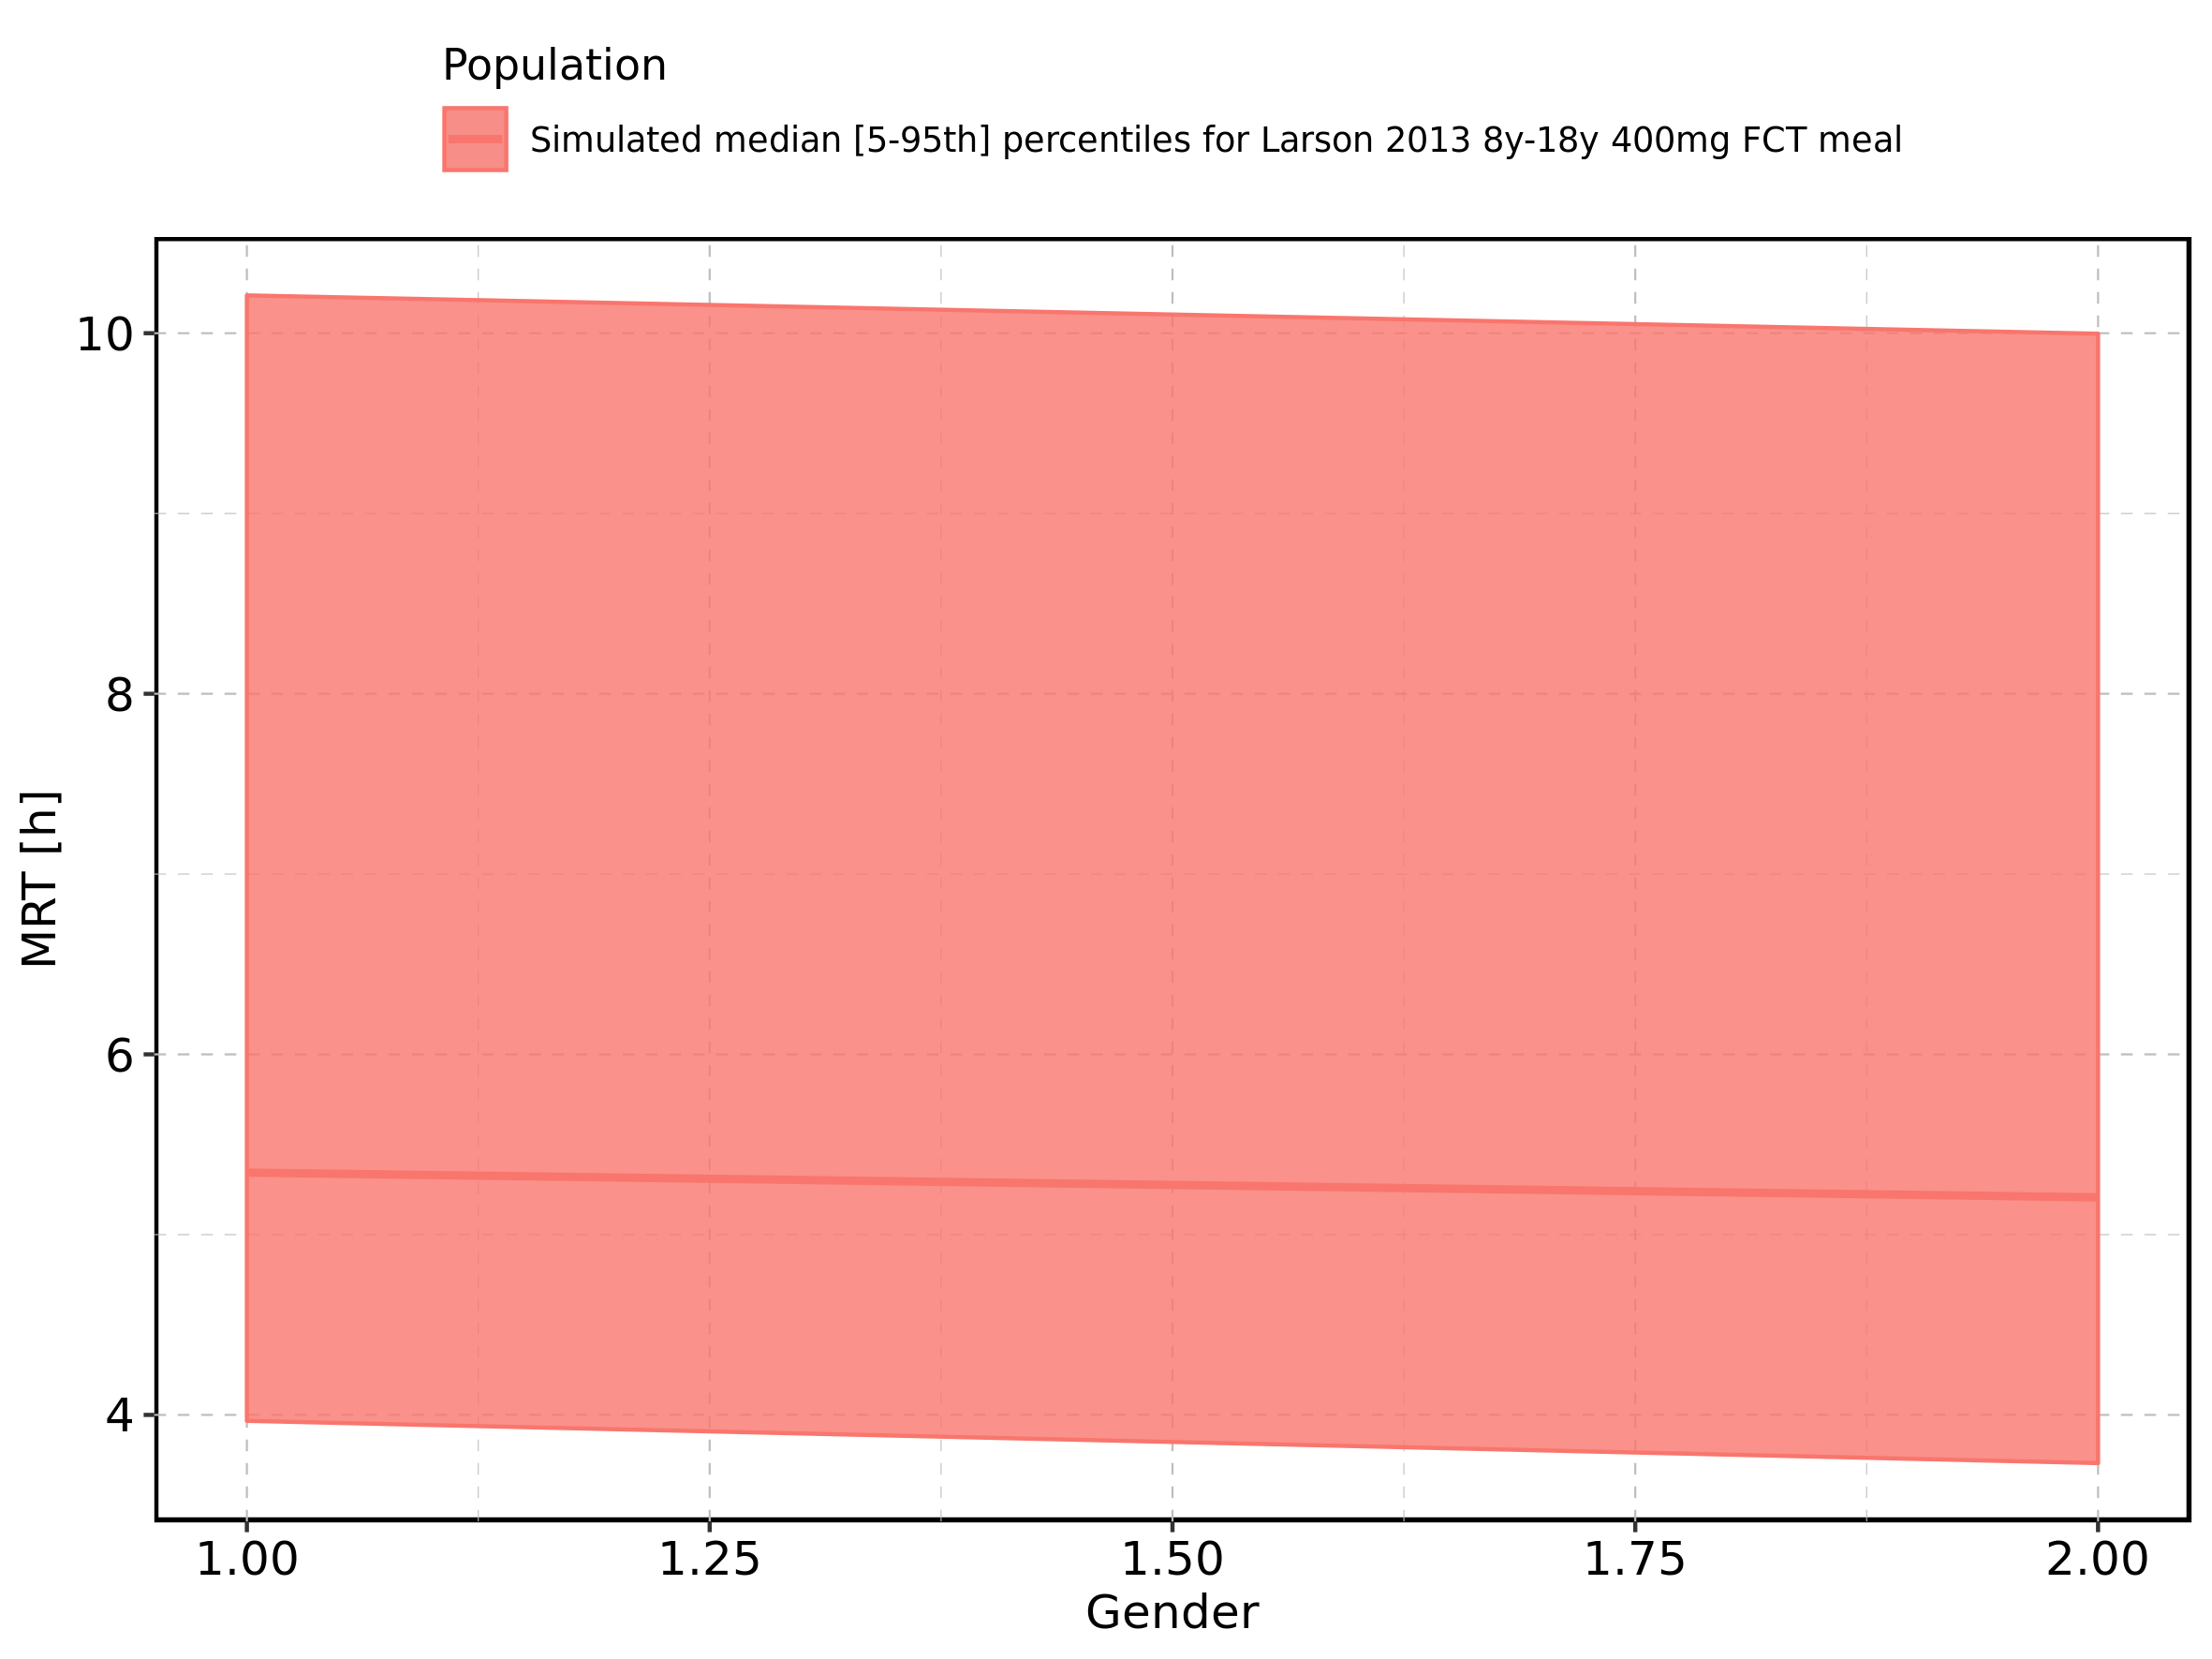 Population
Simulated median [5-95th] percentiles for Larson 2013 8y-18y 400mg FCT meal
10
8
6
4
MRT [h]
1.00 1.25 1.50 1.75 2.00
Gender